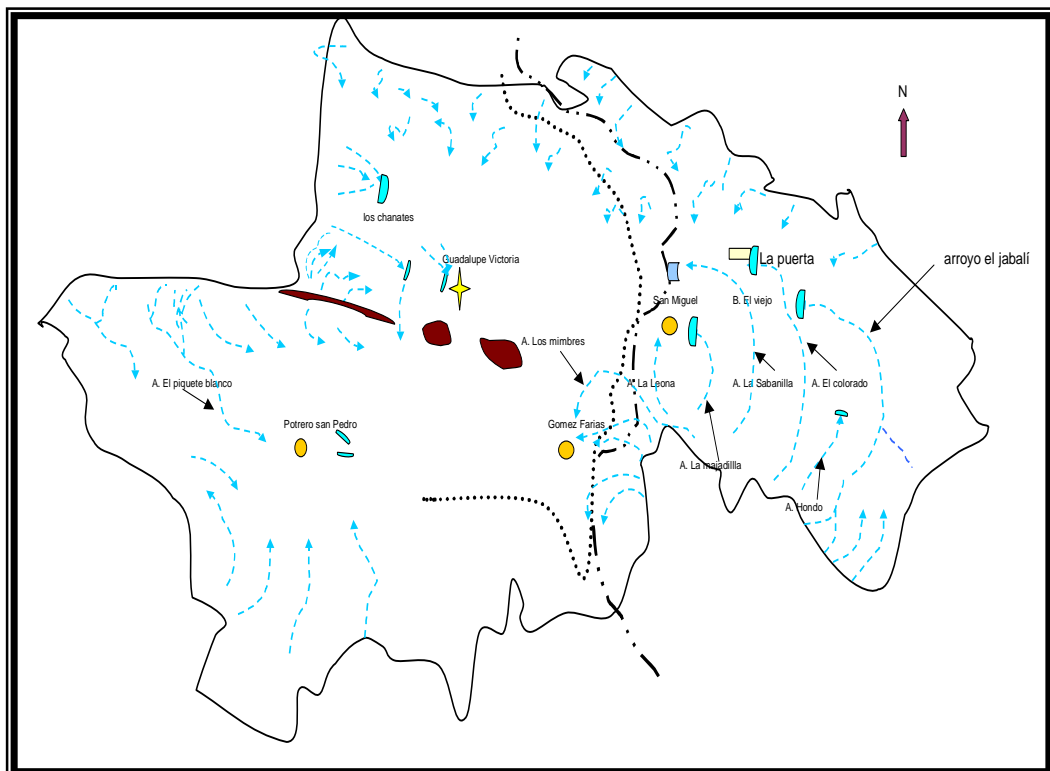 N
los chanates
Guadalupe Victoria
La puerta
arroyo el jabalí
San Miguel
B. El viejo
A. Los mimbres
A. El piquete blanco
A. La Leona
A. La Sabanilla
A. El colorado
Potrero san Pedro
Gomez Farias
A. La majadilla
A. Hondo